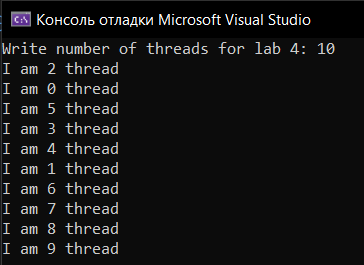 C:\ Консоль отладки Microsoft Visual Studio
Write number of threads for lab 4: 10
I am 2 thread
I am 0 thread
I am 5 thread
I am 3 thread
I am 4 thread
I am 1 thread
I am 6 thread
I am 7 thread
I am 8 thread
I am 9 thread